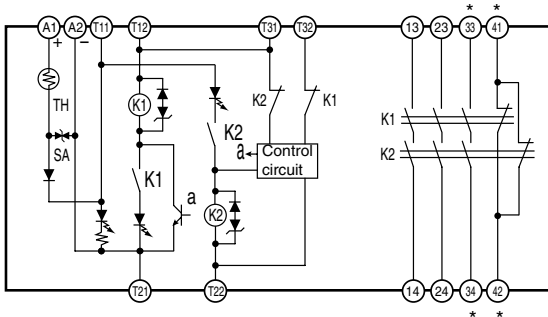 * *
A1 A2 T11 T12 T31 T32 13 23 33 41
+ −
TH
SA
K1
K2
K1
K2
K1
a
Control
circuit
a
K1
K2
K2
T21 T22 14 24 34 42
* *